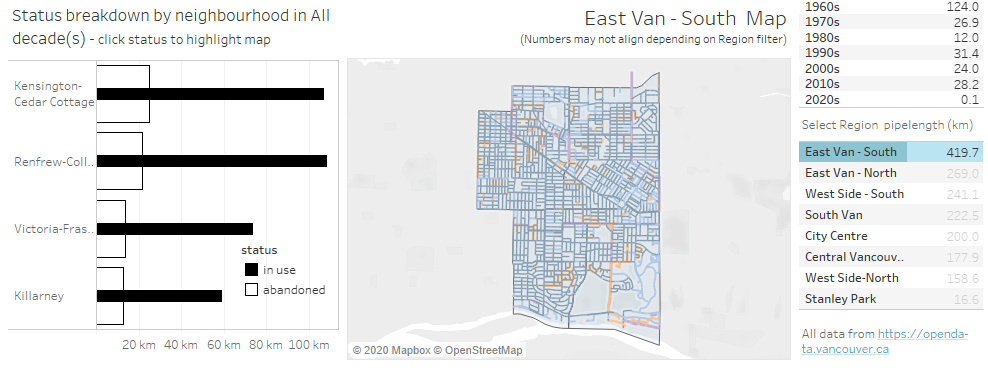 Status breakdown by neighbourhood in All
decade(s) - click status to highlight map
Kensington-
Cedar Cottage
Renfrew-Coll..
Victoria-Fras..
Killarney
status
in use
abandoned
20 km 40 km 60 km 80 km 100 km
East Van - South Map
(Numbers may not align depending on Region filter)
© 2020 Mapbox © OpenStreetMap
1960s 124.0
1970s 26.9
1980s 12.0
1990s 31.4
2000s 24.0
2010s 28.2
2020s 0.1
Select Region pipelength (km)
East Van - South 419.7
East Van - North 269.0
West Side - South 241.1
South Van 222.5
City Centre 200.0
Central Vancouv.. 177.9
West Side-North 158.6
Stanley Park 16.6
All data from https://openda-
ta.vancouver.ca